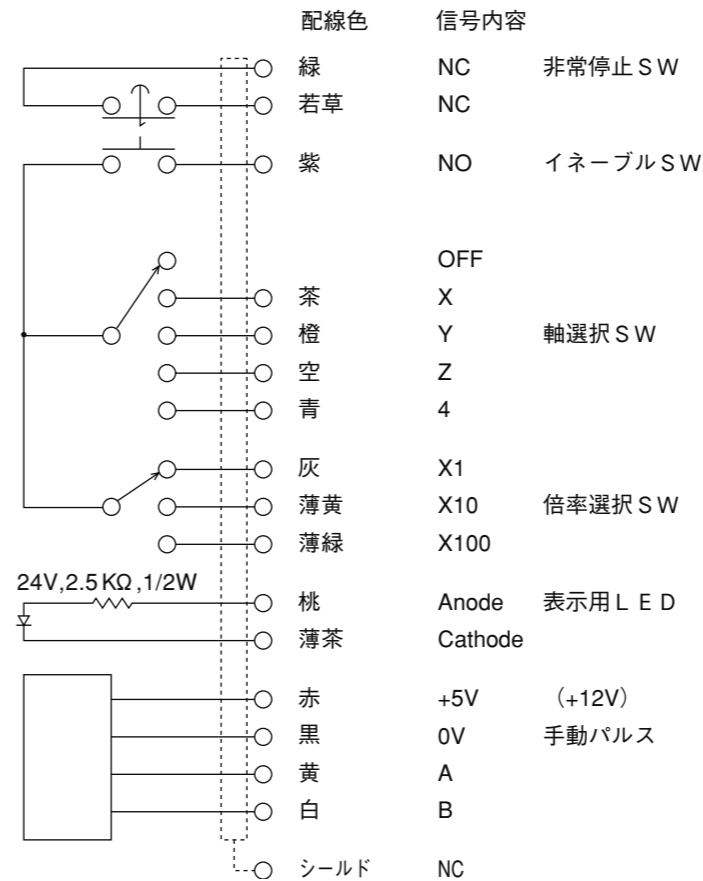 配線色 信号内容
緑 NC 非常停止ＳＷ
若草 NC
紫 NO イネーブルＳＷ
OFF
茶 X
橙 Y 軸選択ＳＷ
空 Z
青 4
灰 X1
薄黄 X10 倍率選択ＳＷ
薄緑 X100
24V,2.5KΩ,1/2W
桃 Anode 表示用ＬＥＤ
薄茶 Cathode
赤 +5V （+12V）
黒 0V 手動パルス
黄 A
白 B
シールド NC